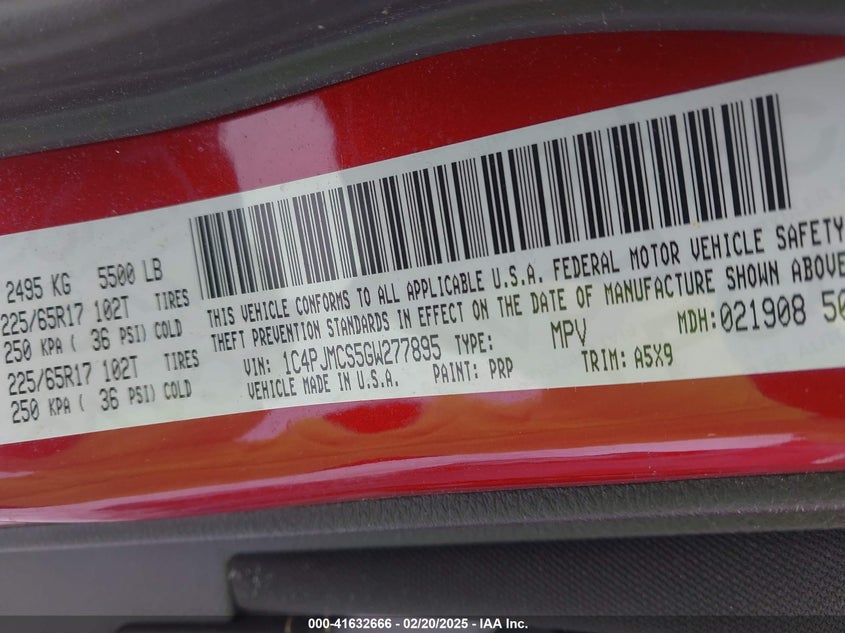 2495 KG 5500 LB
225/65R17 102T TIRES
250 KPA ( 36 PSI) COLD
225/65R17 102T TIRES
250 KPA ( 36 PSI) COLD
THIS VEHICLE CONFORMS TO ALL APPLICABLE U.S.A. FEDERAL MOTOR VEHICLE SAFETY
THEFT PREVENTION STANDARDS IN EFFECT ON THE DATE OF MANUFACTURE SHOWN ABOVE
VIN: 1C4PJMCS5GW277895 TYPE: MPV MDH: 021908 50
VEHICLE MADE IN U.S.A. PAINT: PRP TRIM: A5X9
000-41632666 - 02/20/2025 - IAA Inc.